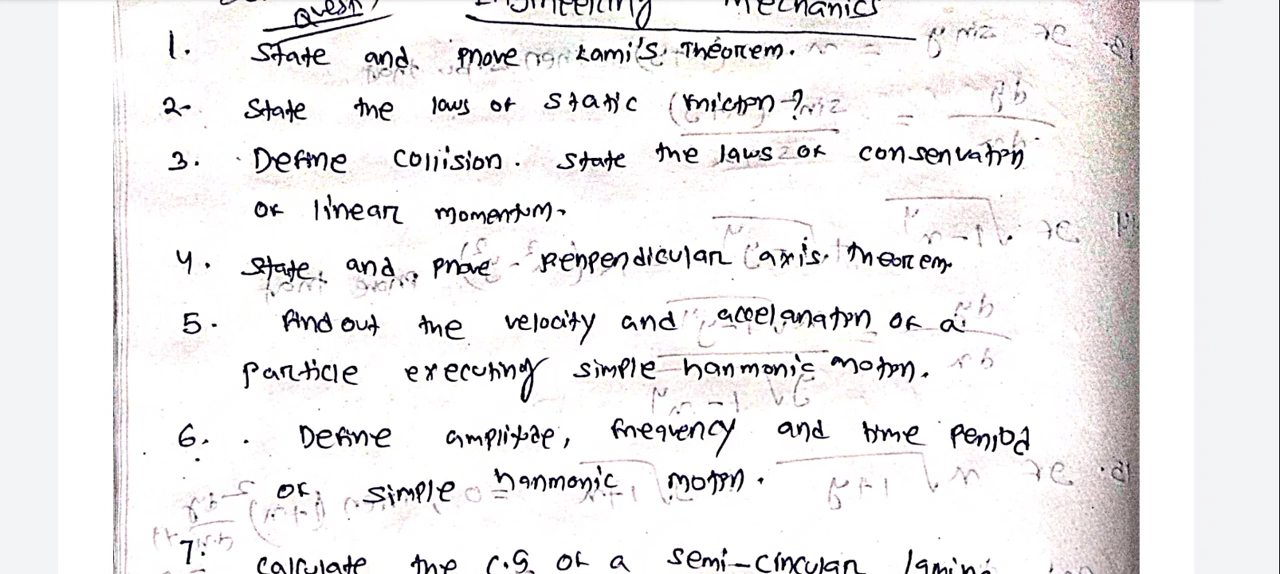 Quest
Engineering Mechanics
1. State and prove Lami's Theorem.
2. State the laws of static friction?
3. Define Collision. State the laws of conservation
of linear momentum.
4. State and prove Perpendicular axis theorem.
5. Find out the velocity and accelaration of a
particle executing simple harmonic motion.
6. Define amplitde, frequency and time period
of simple harmonic motion.
7. Calculate the C.G. of a semi-circular lamina